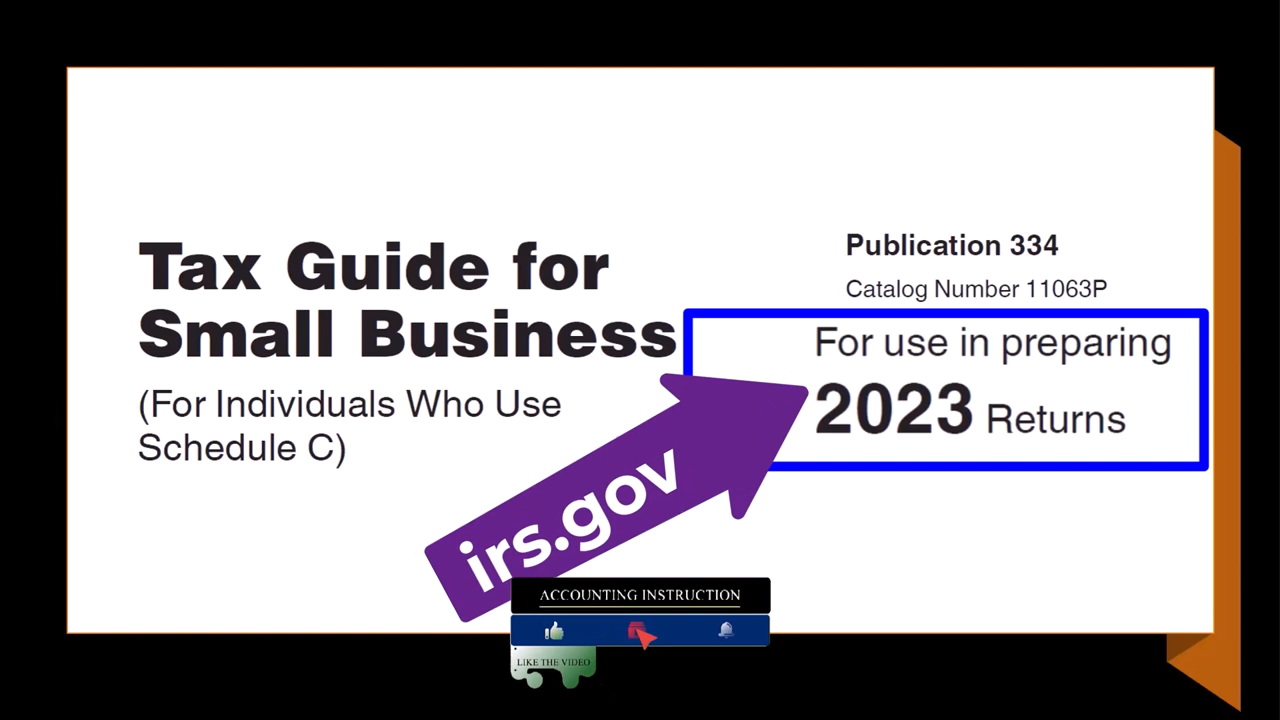 Tax Guide for
Small Business
(For Individuals Who Use
Schedule C)
Publication 334
Catalog Number 11063P
For use in preparing
2023 Returns
irs.gov
ACCOUNTING INSTRUCTION
LIKE THE VIDEO